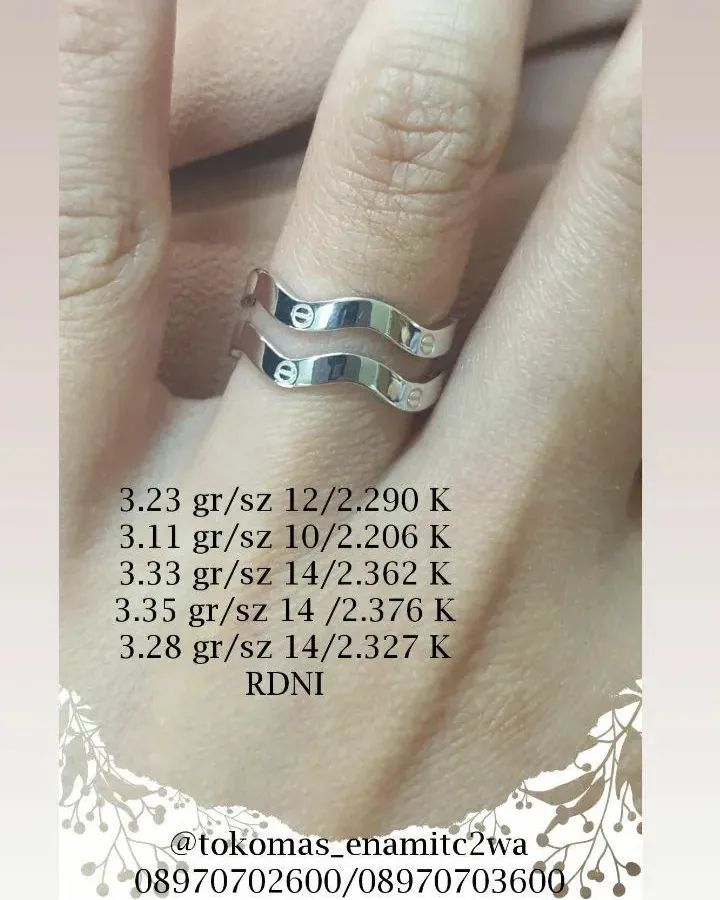 3.23 gr/sz 12/2.290 K
3.11 gr/sz 10/2.206 K
3.33 gr/sz 14/2.362 K
3.35 gr/sz 14 /2.376 K
3.28 gr/sz 14/2.327 K
RDNI
@tokomas_enamitc2wa
08970702600/08970703600